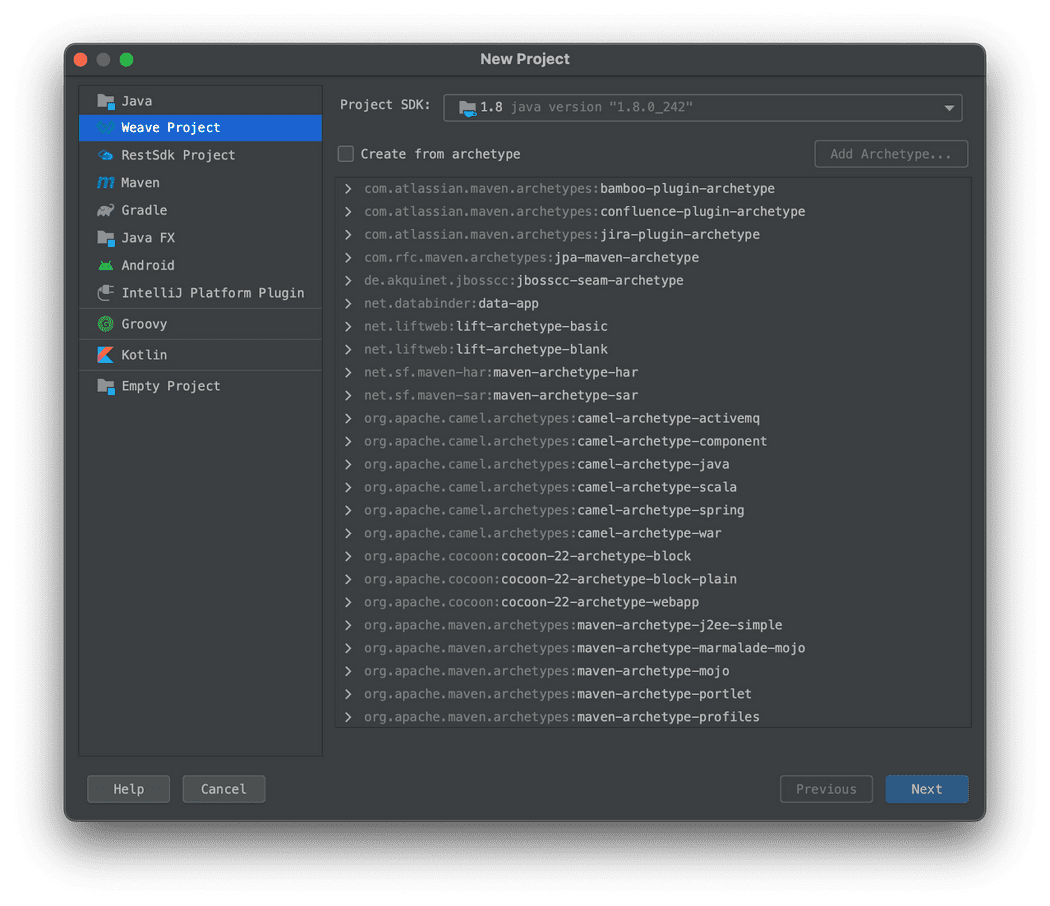 New Project
Java
Weave Project
RestSdk Project
Maven
Gradle
Java FX
Android
IntelliJ Platform Plugin
Groovy
Kotlin
Empty Project
Project SDK: 1.8 java version "1.8.0_242"
Create from archetype
Add Archetype...
com.atlassian.maven.archetypes:bamboo-plugin-archetype
com.atlassian.maven.archetypes:confluence-plugin-archetype
com.atlassian.maven.archetypes:jira-plugin-archetype
com.rfc.maven.archetypes:jpa-maven-archetype
de.akquinet.jbosscc:jbosscc-seam-archetype
net.databinder:data-app
net.liftweb:lift-archetype-basic
net.liftweb:lift-archetype-blank
net.sf.maven-har:maven-archetype-har
net.sf.maven-sar:maven-archetype-sar
org.apache.camel.archetypes:camel-archetype-activemq
org.apache.camel.archetypes:camel-archetype-component
org.apache.camel.archetypes:camel-archetype-java
org.apache.camel.archetypes:camel-archetype-scala
org.apache.camel.archetypes:camel-archetype-spring
org.apache.camel.archetypes:camel-archetype-war
org.apache.cocoon:cocoon-22-archetype-block
org.apache.cocoon:cocoon-22-archetype-block-plain
org.apache.cocoon:cocoon-22-archetype-webapp
org.apache.maven.archetypes:maven-archetype-j2ee-simple
org.apache.maven.archetypes:maven-archetype-marmalade-mojo
org.apache.maven.archetypes:maven-archetype-mojo
org.apache.maven.archetypes:maven-archetype-portlet
org.apache.maven.archetypes:maven-archetype-profiles
Help
Cancel
Previous
Next